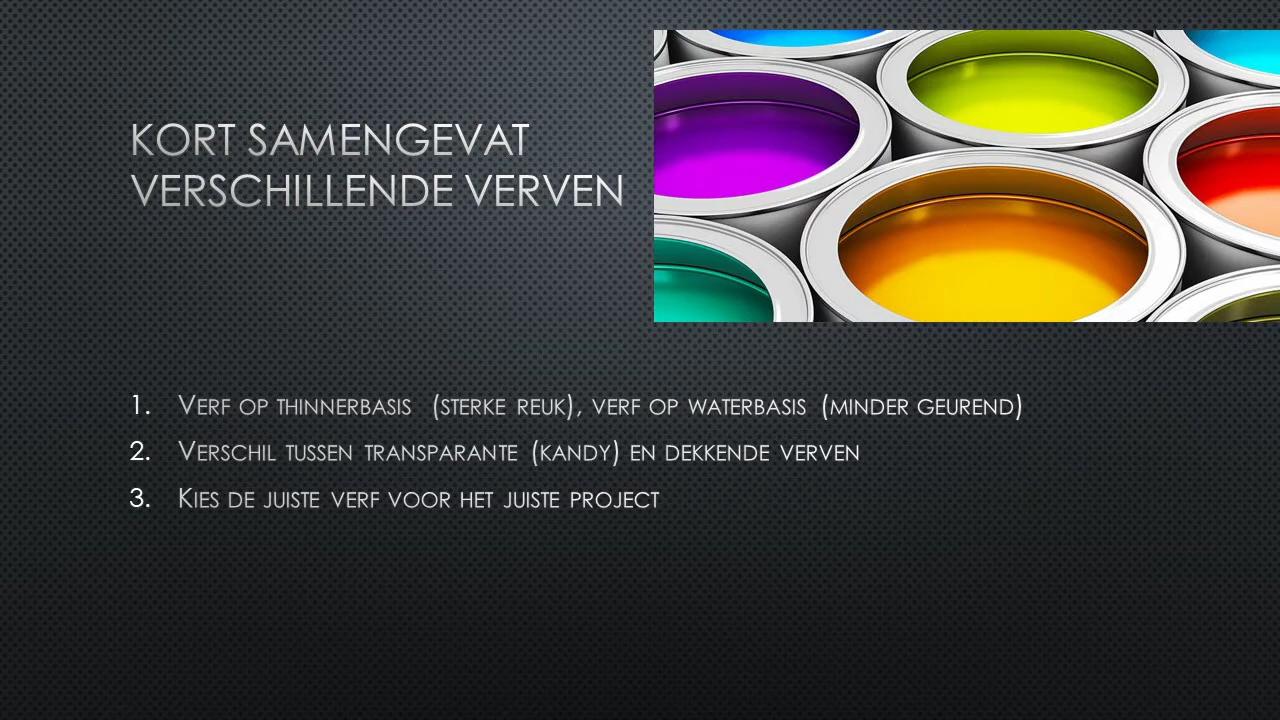 KORT SAMENGEVAT
VERSCHILLENDE VERVEN
1. Verf op thinnerbasis (sterke reuk), verf op waterbasis (minder geurend)
2. Verschil tussen transparante (kandy) en dekkende verven
3. Kies de juiste verf voor het juiste project